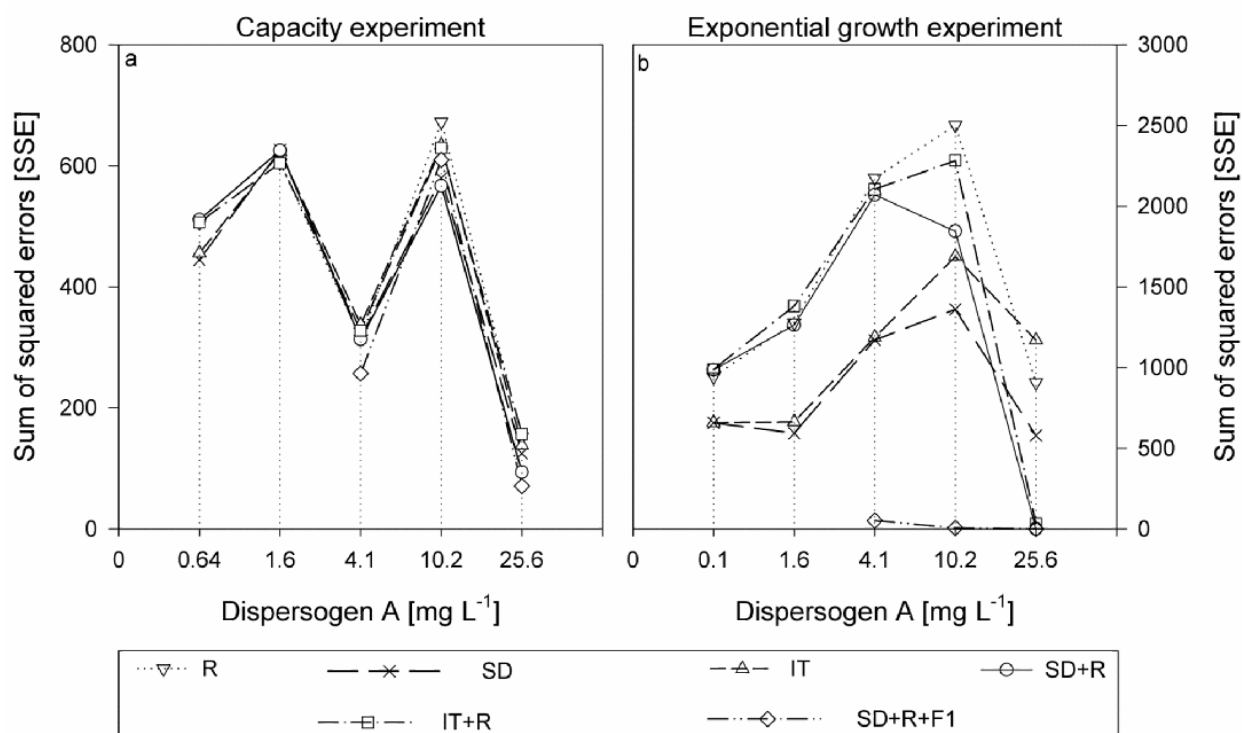 Capacity experiment
Exponential growth experiment
a
b
800
600
400
200
0
Sum of squared errors [SSE]
3000
2500
2000
1500
1000
500
0
Sum of squared errors [SSE]
0 0.64 1.6 4.1 10.2 25.6
0 0.1 1.6 4.1 10.2 25.6
Dispersogen A [mg L⁻¹]
Dispersogen A [mg L⁻¹]
R SD IT SD+R
IT+R SD+R+F1